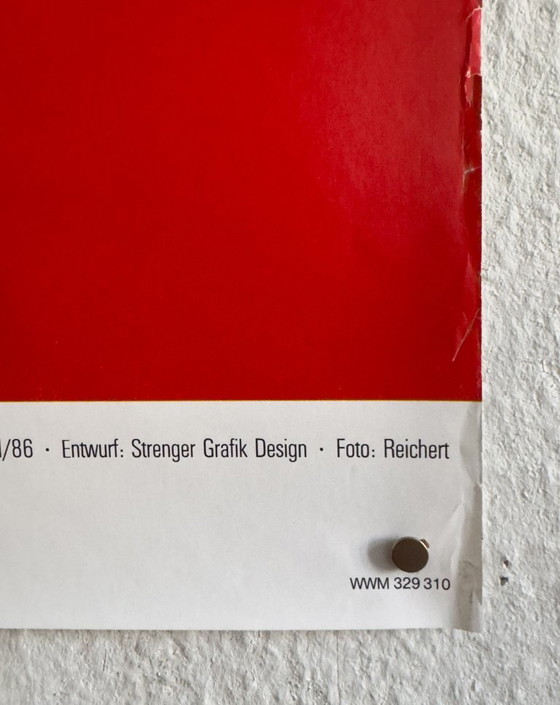 /86 · Entwurf: Strenger Grafik Design · Foto: Reichert
WWM 329 310